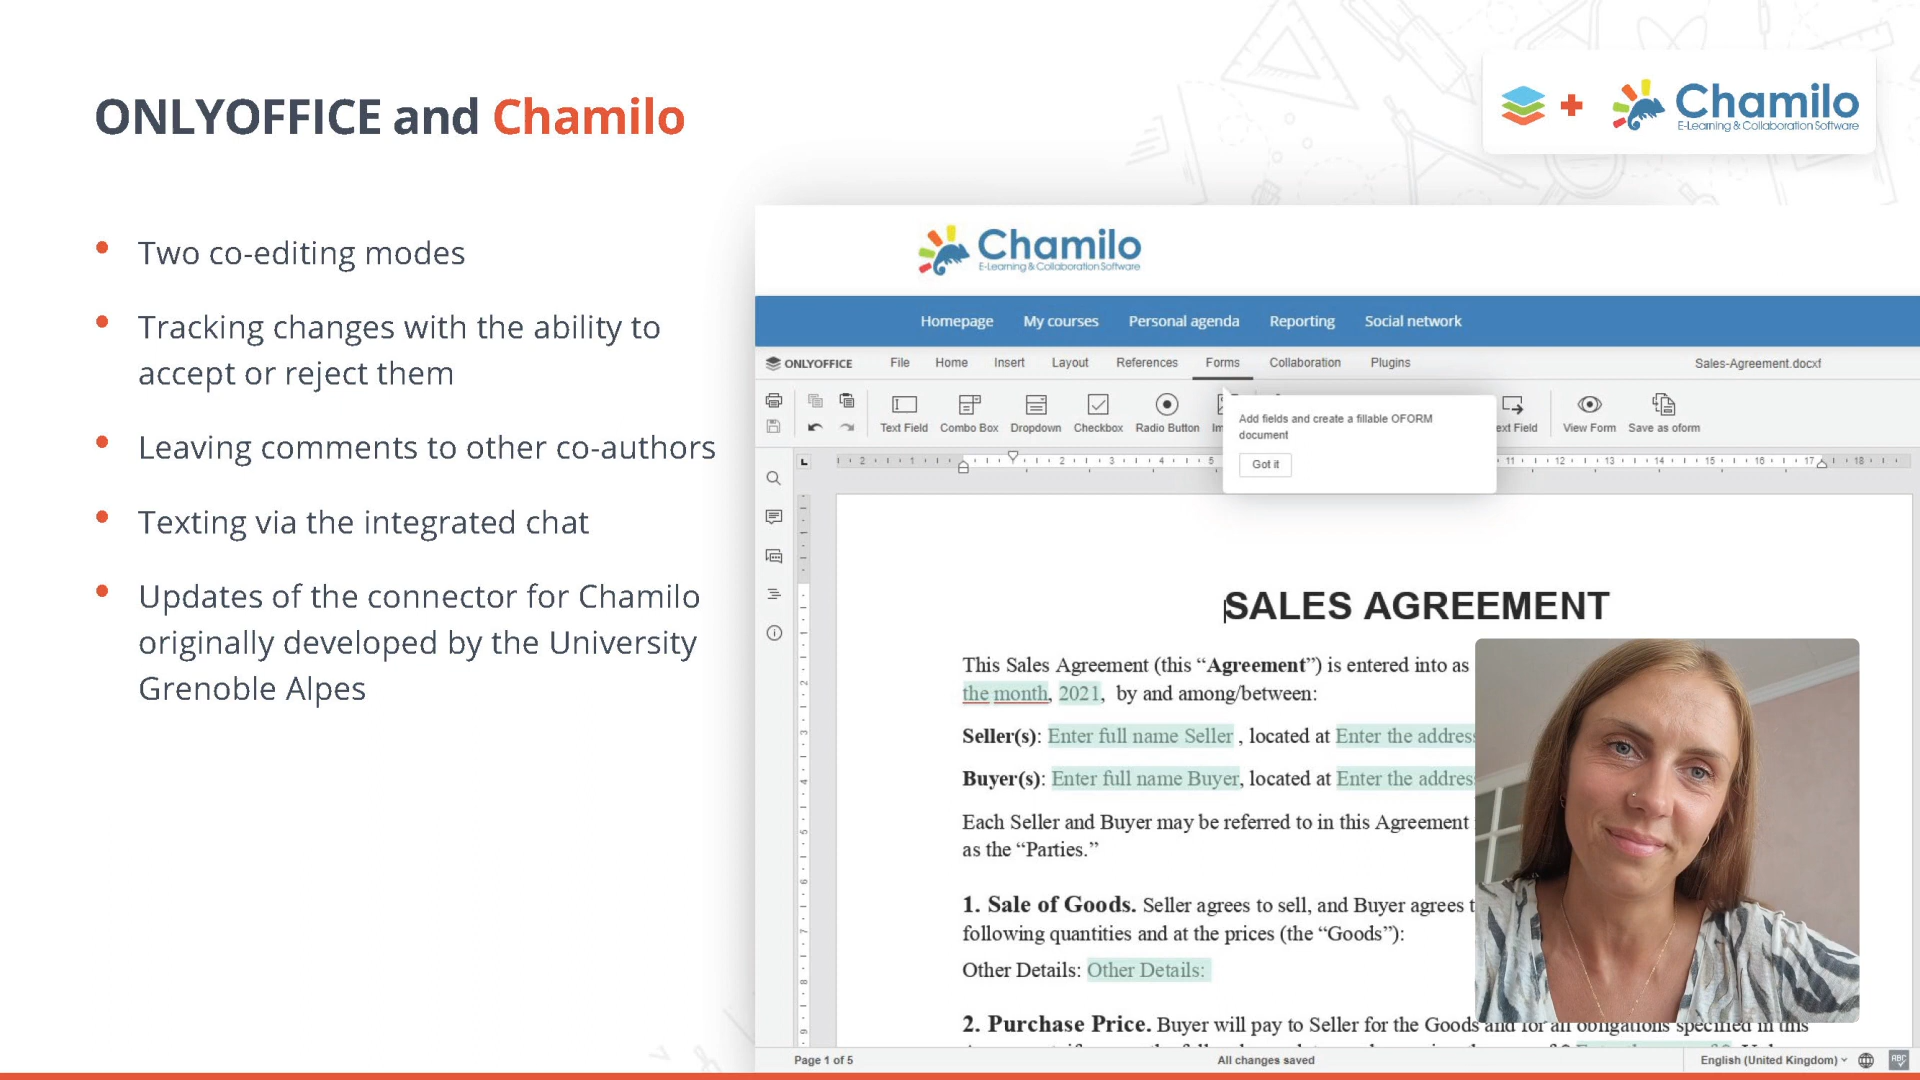 ONLYOFFICE and Chamilo
Chamilo
E-Learning & Collaboration Software
Two co-editing modes
Tracking changes with the ability to
accept or reject them
Leaving comments to other co-authors
Texting via the integrated chat
Updates of the connector for Chamilo
originally developed by the University
Grenoble Alpes
Chamilo
E-Learning & Collaboration Software
Homepage My courses Personal agenda Reporting Social network
ONLYOFFICE File Home Insert Layout References Forms Collaboration Plugins Sales-Agreement.docxf
Text Field Combo Box Dropdown Checkbox Radio Button ext Field View Form Save as oform
Add fields and create a fillable OFORM
document
Got it
SALES AGREEMENT
This Sales Agreement (this “Agreement”) is entered into as
the month, 2021, by and among/between:
Seller(s): Enter full name Seller , located at Enter the address
Buyer(s): Enter full name Buyer, located at Enter the address
Each Seller and Buyer may be referred to in this Agreement
as the “Parties.”
1. Sale of Goods. Seller agrees to sell, and Buyer agrees t
following quantities and at the prices (the “Goods”):
Other Details: Other Details:
2. Purchase Price. Buyer will pay to Seller for the Goods and for all obligations specified in this
Page 1 of 5 All changes saved English (United Kingdom)